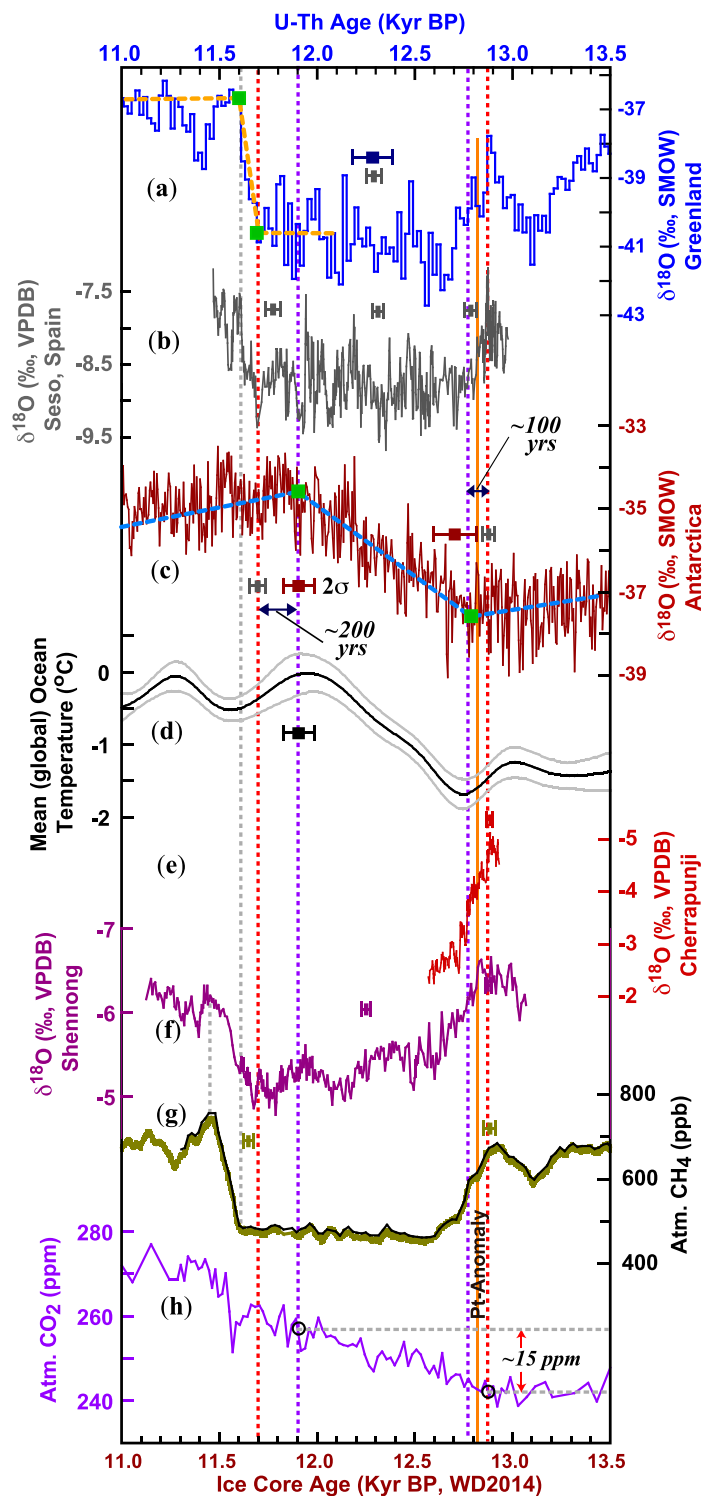 U-Th Age (Kyr BP)
11.0 11.5 12.0 12.5 13.0 13.5
-37
-39
-41
-43
δ18O (‰, SMOW)
Greenland
(a)
-7.5
-8.5
-9.5
δ18O (‰, VPDB)
Seso, Spain
(b)
~100
yrs
-33
-35
-37
-39
δ18O (‰, SMOW)
Antarctica
(c)
2σ
~200
yrs
0
-1
-2
Mean (global) Ocean
Temperature (°C)
(d)
(e)
-5
-4
-3
-2
δ18O (‰, VPDB)
Cherrapunji
-7
-6
-5
δ18O (‰, VPDB)
Shennong
(f)
(g)
800
600
400
Atm. CH4 (ppb)
Pt-Anomaly
280
260
240
Atm. CO2 (ppm)
(h)
~15 ppm
11.0 11.5 12.0 12.5 13.0 13.5
Ice Core Age (Kyr BP, WD2014)